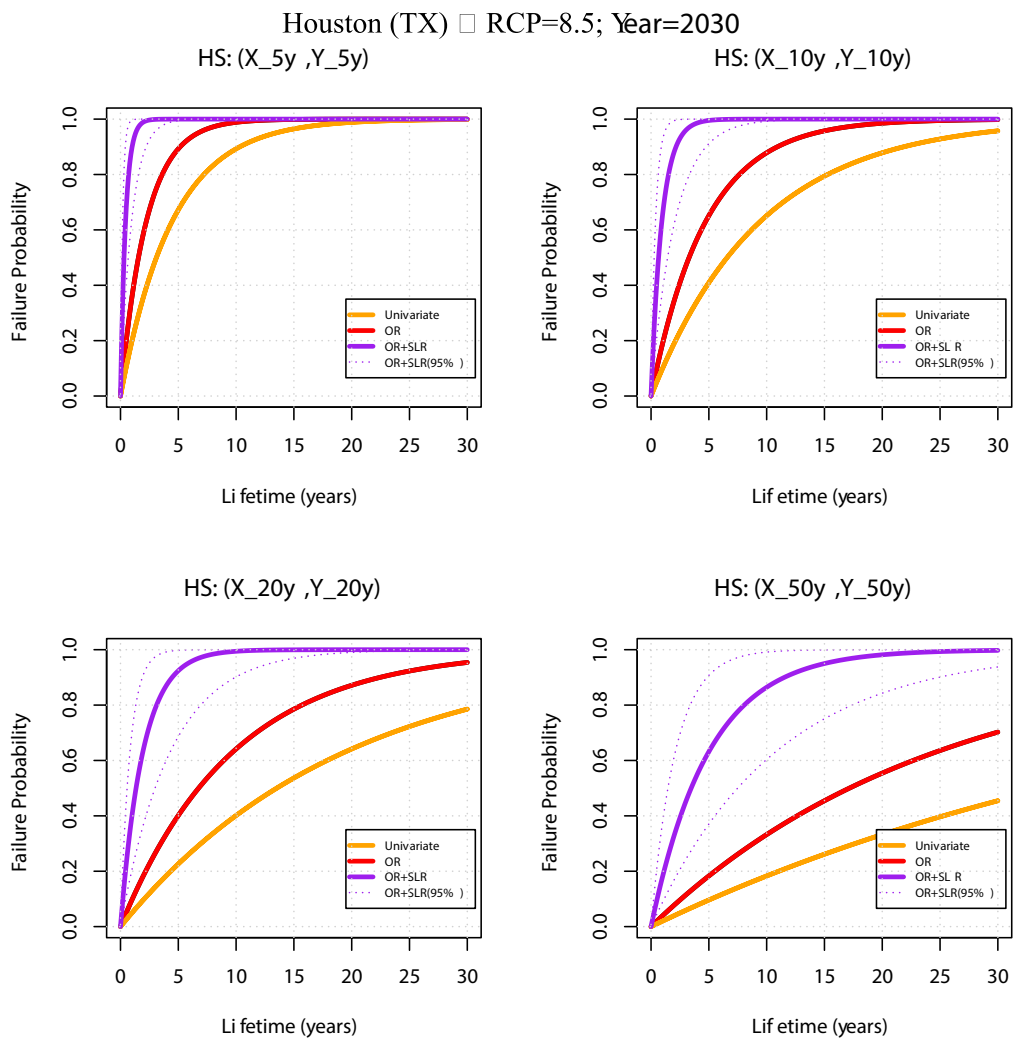 Houston (TX) □ RCP=8.5; Year=2030
HS: (X_5y ,Y_5y)
Failure Probability
1.0
0.8
0.6
0.4
0.2
0.0
Univariate
OR
OR+SLR
OR+SLR(95% )
0 5 10 15 20 25 30
Li fetime (years)
HS: (X_10y ,Y_10y)
Failure Probability
1.0
0.8
0.6
0.4
0.2
0.0
Univariate
OR
OR+SL R
OR+SLR(95% )
0 5 10 15 20 25 30
Lif etime (years)
HS: (X_20y ,Y_20y)
Failure Probability
1.0
0.8
0.6
0.4
0.2
0.0
Univariate
OR
OR+SLR
OR+SLR(95% )
0 5 10 15 20 25 30
Li fetime (years)
HS: (X_50y ,Y_50y)
Failure Probability
1.0
0.8
0.6
0.4
0.2
0.0
Univariate
OR
OR+SL R
OR+SLR(95% )
0 5 10 15 20 25 30
Lif etime (years)